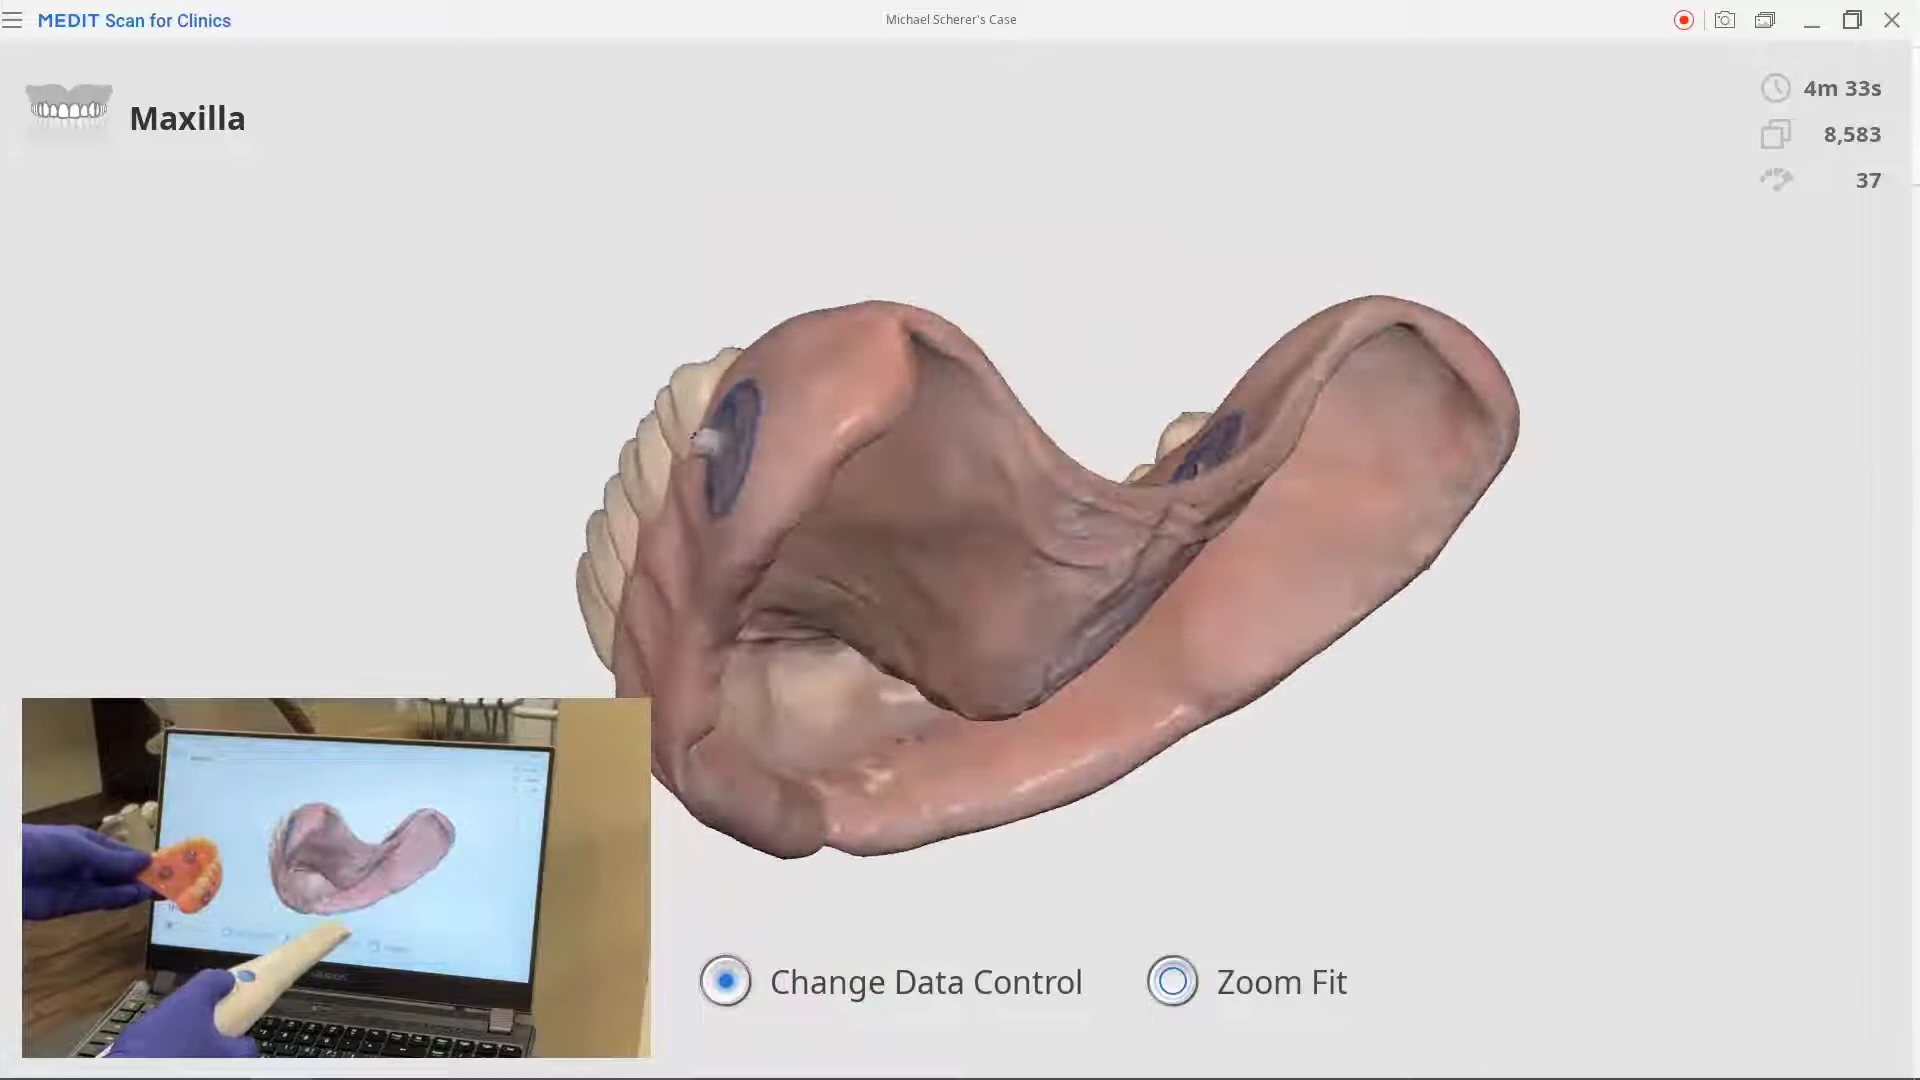 MEDIT Scan for Clinics
Michael Scherer's Case
Maxilla
4m 33s
8,583
37
Change Data Control
Zoom Fit